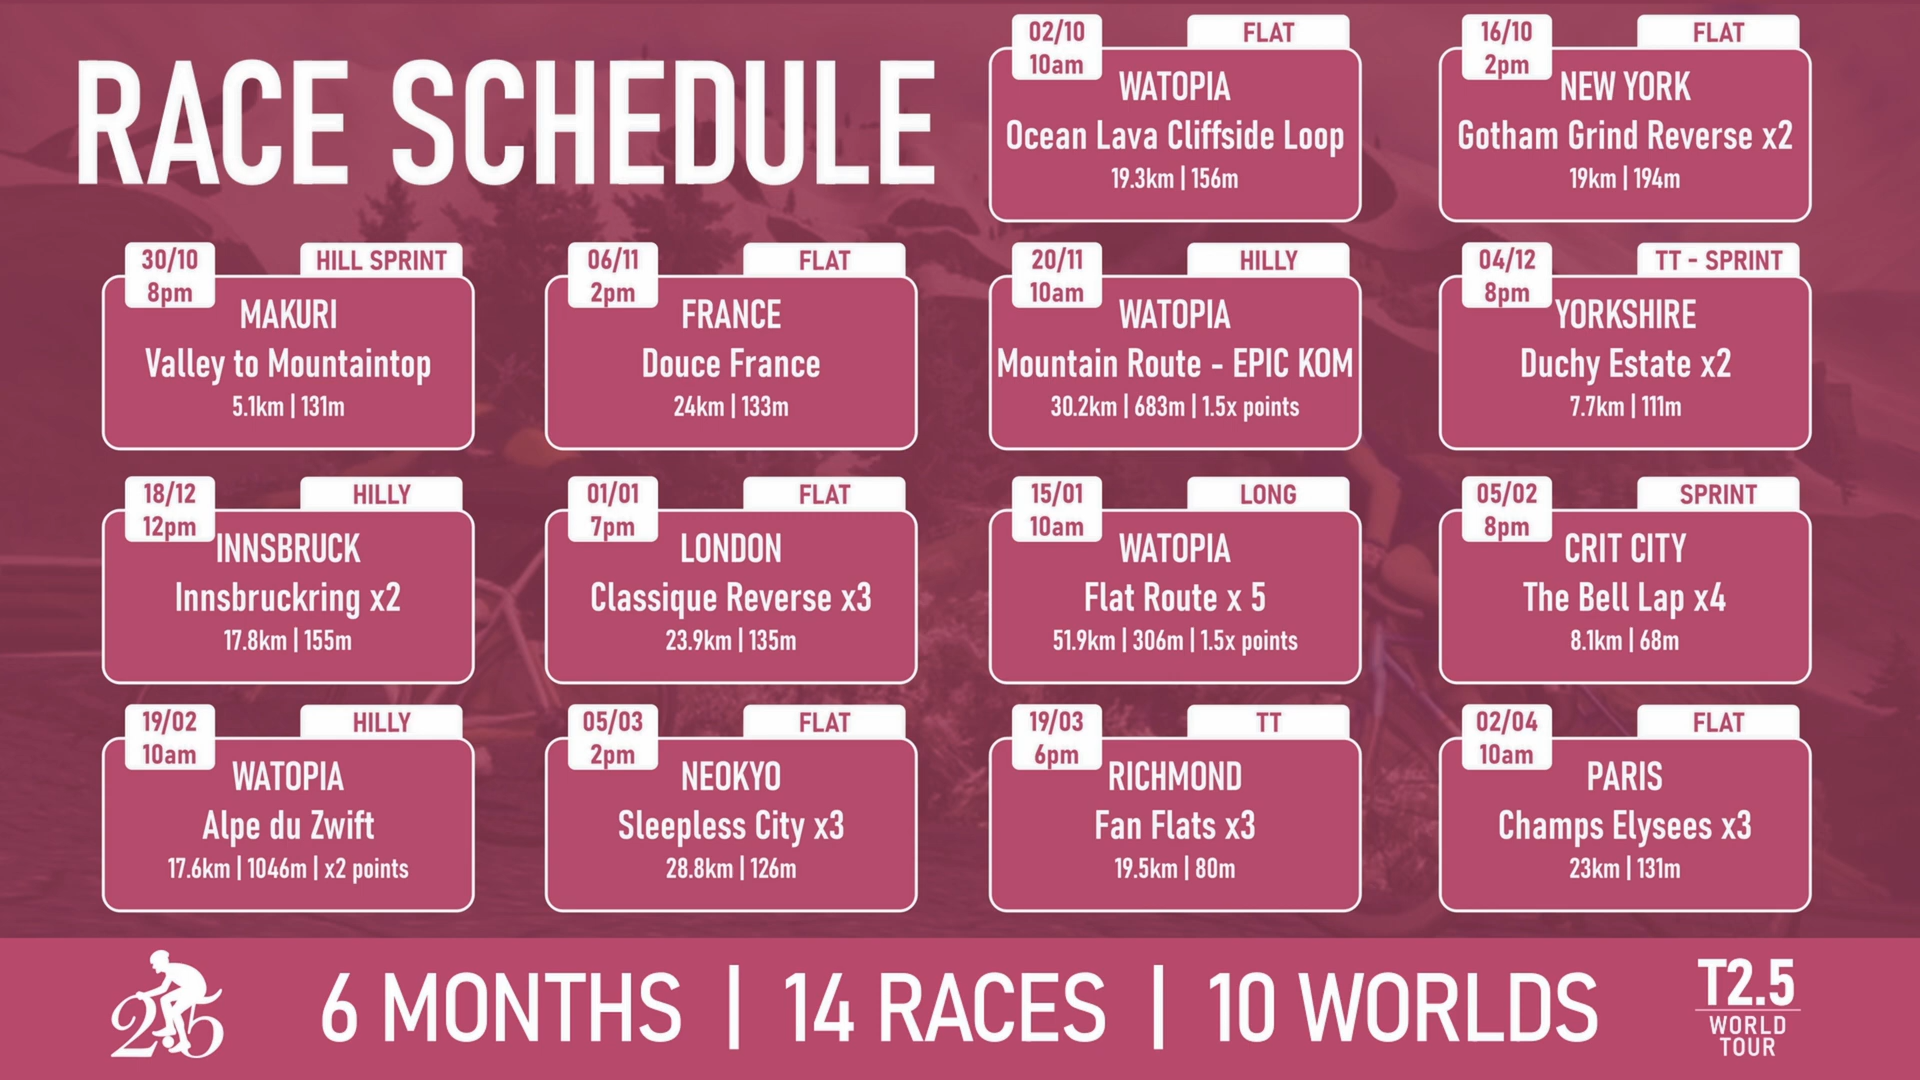 RACE SCHEDULE
02/10
10am
FLAT
WATOPIA
Ocean Lava Cliffside Loop
19.3km | 156m
16/10
2pm
FLAT
NEW YORK
Gotham Grind Reverse x2
19km | 194m
30/10
8pm
HILL SPRINT
MAKURI
Valley to Mountaintop
5.1km | 131m
06/11
2pm
FLAT
FRANCE
Douce France
24km | 133m
20/11
10am
HILLY
WATOPIA
Mountain Route - EPIC KOM
30.2km | 683m | 1.5x points
04/12
8pm
TT - SPRINT
YORKSHIRE
Duchy Estate x2
7.7km | 111m
18/12
12pm
HILLY
INNSBRUCK
Innsbruckring x2
17.8km | 155m
01/01
7pm
FLAT
LONDON
Classique Reverse x3
23.9km | 135m
15/01
10am
LONG
WATOPIA
Flat Route x 5
51.9km | 306m | 1.5x points
05/02
8pm
SPRINT
CRIT CITY
The Bell Lap x4
8.1km | 68m
19/02
10am
HILLY
WATOPIA
Alpe du Zwift
17.6km | 1046m | x2 points
05/03
2pm
FLAT
NEOKYO
Sleepless City x3
28.8km | 126m
19/03
6pm
TT
RICHMOND
Fan Flats x3
19.5km | 80m
02/04
10am
FLAT
PARIS
Champs Elysees x3
23km | 131m
25
6 MONTHS | 14 RACES | 10 WORLDS
T2.5
WORLD
TOUR